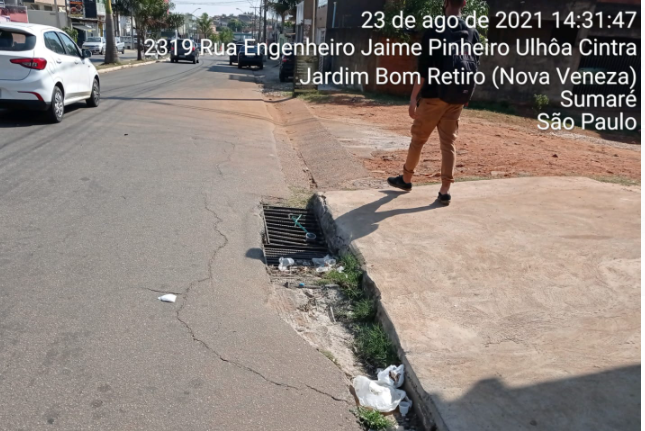 23 de ago de 2021 14:31:47
2319 Rua Engenheiro Jaime Pinheiro Ulhôa Cintra
Jardim Bom Retiro (Nova Veneza)
Sumaré
São Paulo